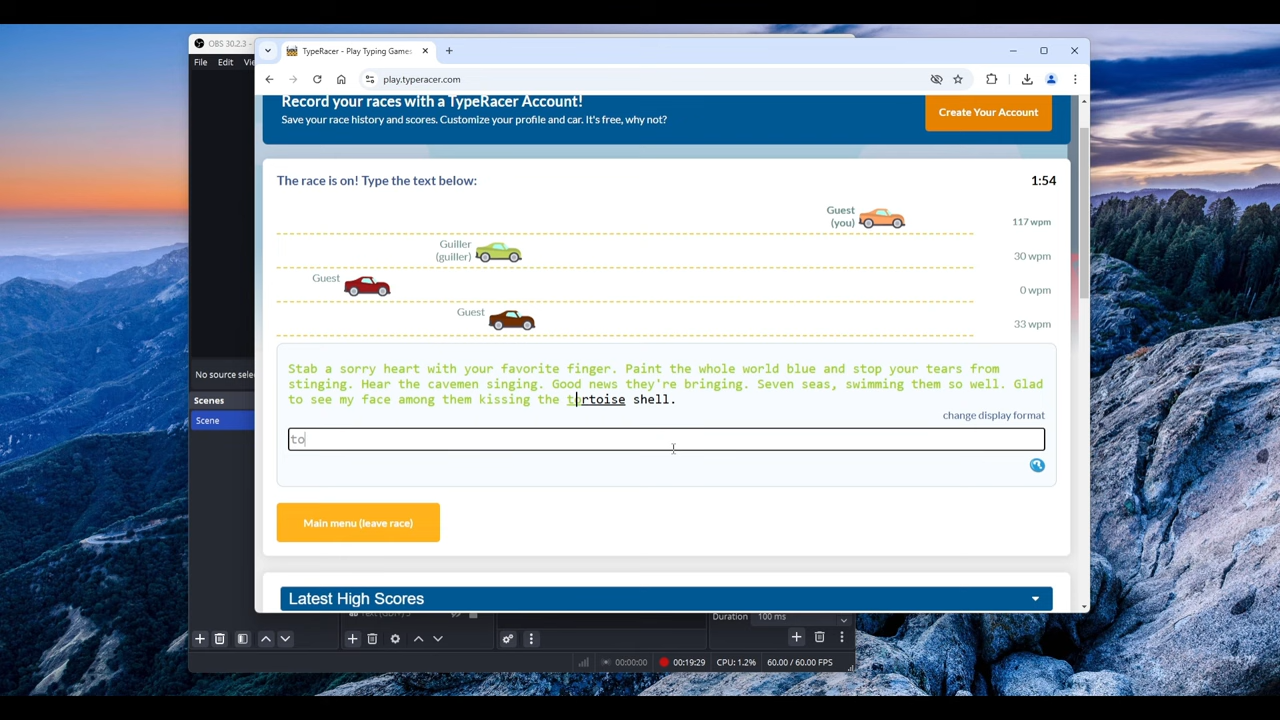 OBS 30.2.3 -
File Edit Vie
TypeRacer - Play Typing Games
play.typeracer.com
Record your races with a TypeRacer Account!
Save your race history and scores. Customize your profile and car. It's free, why not?
Create Your Account
The race is on! Type the text below:
1:54
Guest
(you)
117 wpm
Guiller
(guiller)
30 wpm
Guest
0 wpm
Guest
33 wpm
Stab a sorry heart with your favorite finger. Paint the whole world blue and stop your tears from
stinging. Hear the cavemen singing. Good news they're bringing. Seven seas, swimming them so well. Glad
to see my face among them kissing the tortoise shell.
change display format
to
Main menu (leave race)
Latest High Scores
No source sele
Scenes
Scene
Duration 100 ms
00:00:00 00:19:29 CPU: 1.2% 60.00 / 60.00 FPS